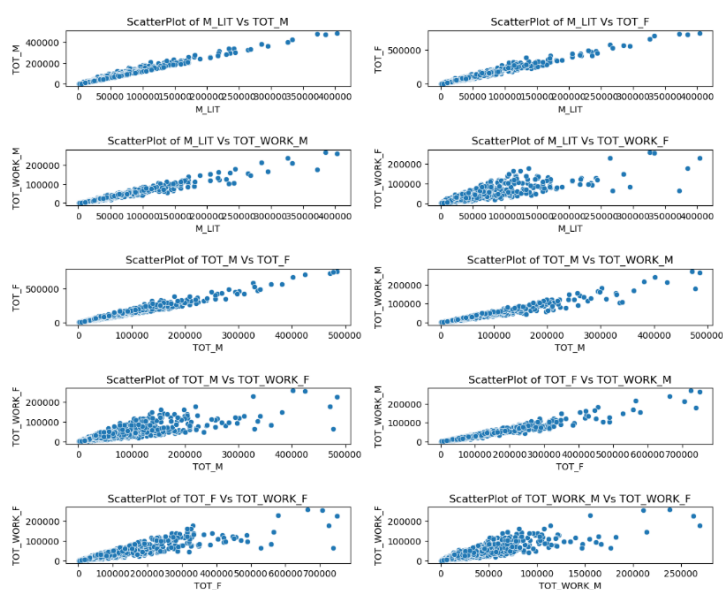 ScatterPlot of M_LIT Vs TOT_M
TOT_M
400000
200000
0
0 50000 100000 150000 200000 250000 300000 350000 400000
M_LIT
ScatterPlot of M_LIT Vs TOT_F
TOT_F
500000
0
0 50000 100000 150000 200000 250000 300000 350000 400000
M_LIT
ScatterPlot of M_LIT Vs TOT_WORK_M
TOT_WORK_M
200000
100000
0
0 50000 100000 150000 200000 250000 300000 350000 400000
M_LIT
ScatterPlot of M_LIT Vs TOT_WORK_F
TOT_WORK_F
200000
100000
0
0 50000 100000 150000 200000 250000 300000 350000 400000
M_LIT
ScatterPlot of TOT_M Vs TOT_F
TOT_F
500000
0
0 100000 200000 300000 400000 500000
TOT_M
ScatterPlot of TOT_M Vs TOT_WORK_M
TOT_WORK_M
200000
100000
0
0 100000 200000 300000 400000 500000
TOT_M
ScatterPlot of TOT_M Vs TOT_WORK_F
TOT_WORK_F
200000
100000
0
0 100000 200000 300000 400000 500000
TOT_M
ScatterPlot of TOT_F Vs TOT_WORK_M
TOT_WORK_M
200000
100000
0
0 100000 200000 300000 400000 500000 600000 700000
TOT_F
ScatterPlot of TOT_F Vs TOT_WORK_F
TOT_WORK_F
200000
100000
0
0 100000 200000 300000 400000 500000 600000 700000
TOT_F
ScatterPlot of TOT_WORK_M Vs TOT_WORK_F
TOT_WORK_F
200000
100000
0
0 50000 100000 150000 200000 250000
TOT_WORK_M